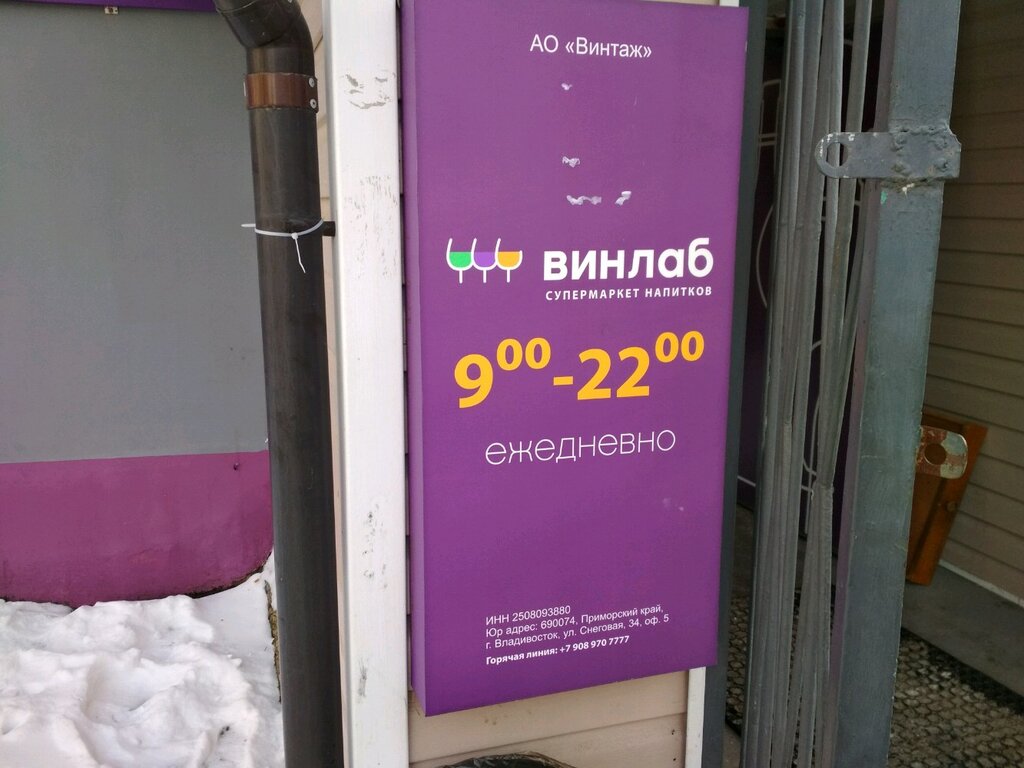 АО «Винтаж»
винлаб
СУПЕРМАРКЕТ НАПИТКОВ
9⁰⁰-22⁰⁰
ежедневно
ИНН 2508093880
Юр адрес: 690074, Приморский край,
г. Владивосток, ул. Снеговая, 34, оф. 5
Горячая линия: +7 908 970 7777